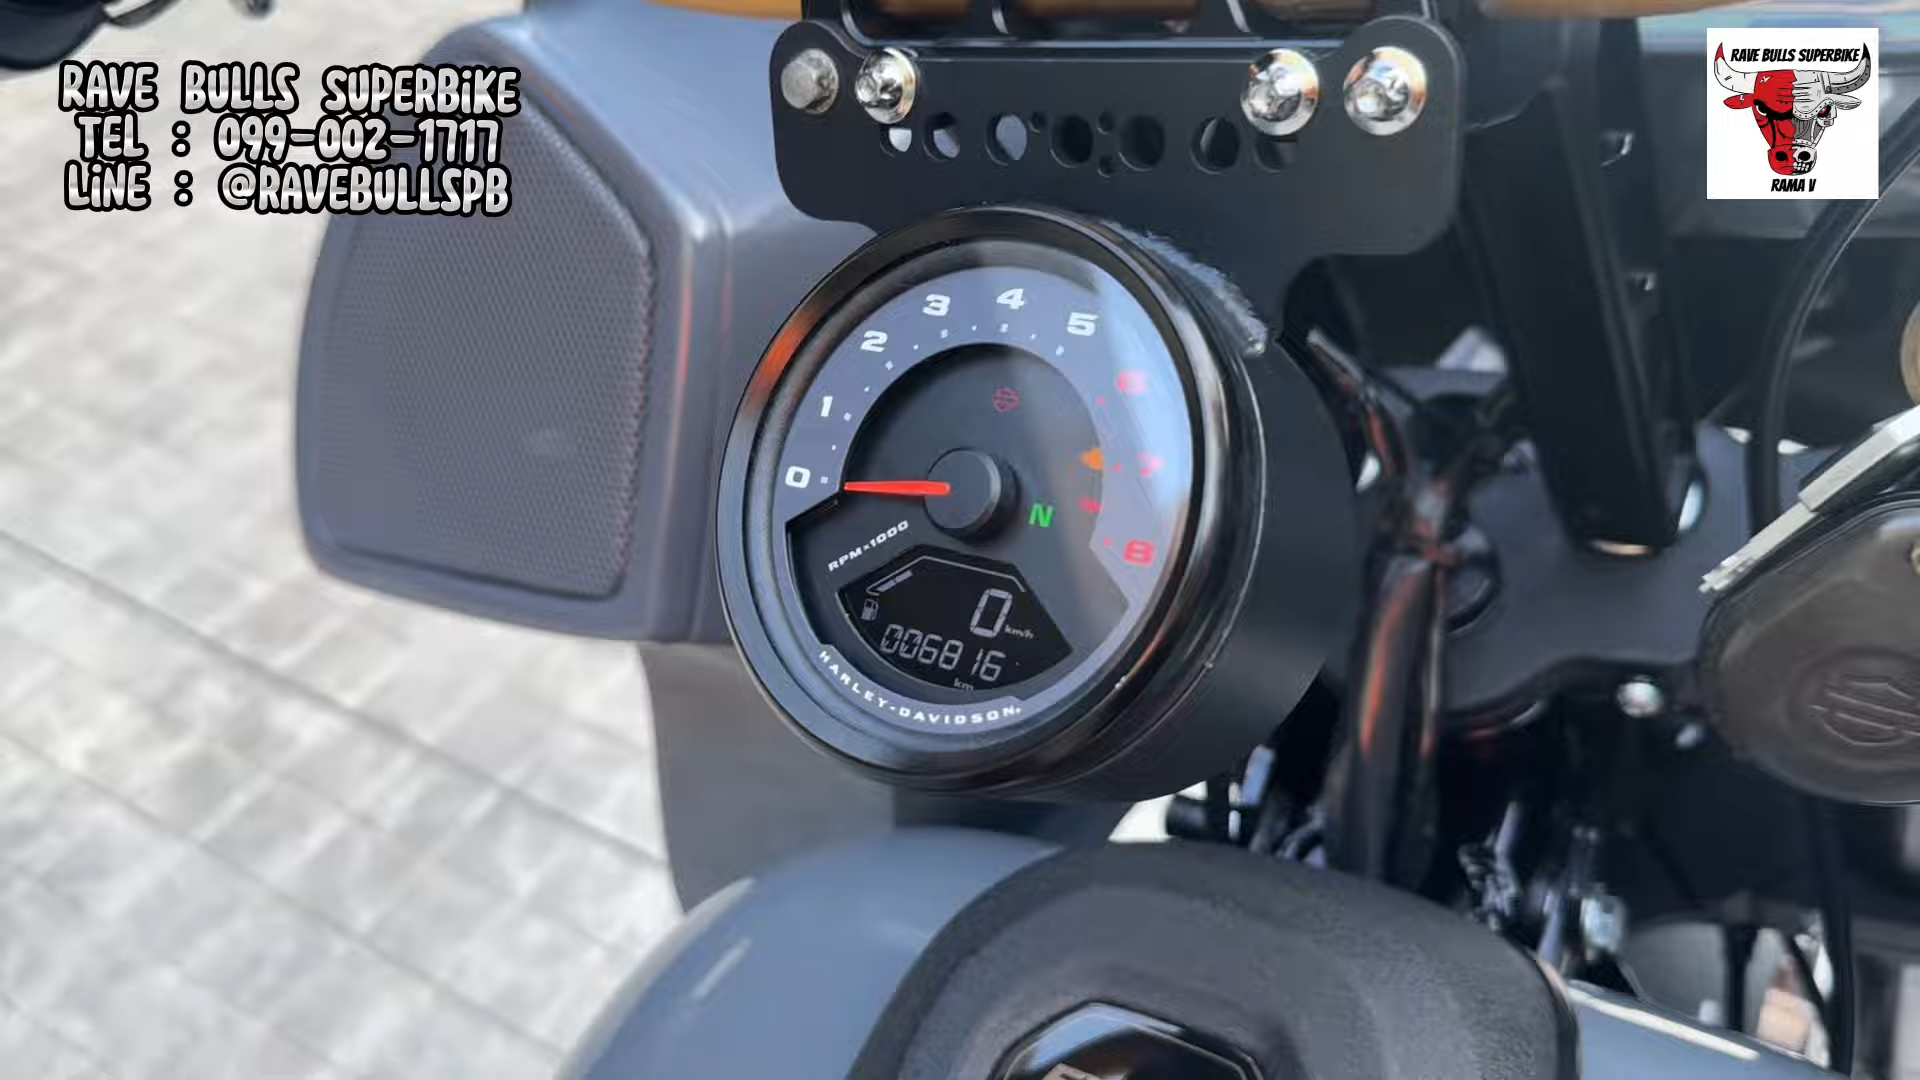 RAVE BULLS SUPERBIKE
TEL : 099-002-1717
LINE : @RAVEBULLSPB
RAVE BULLS SUPERBIKE
RAMA V
0
1
2
3
4
5
6
7
8
N
RPM×1000
0 km/h
006816
km
HARLEY-DAVIDSON